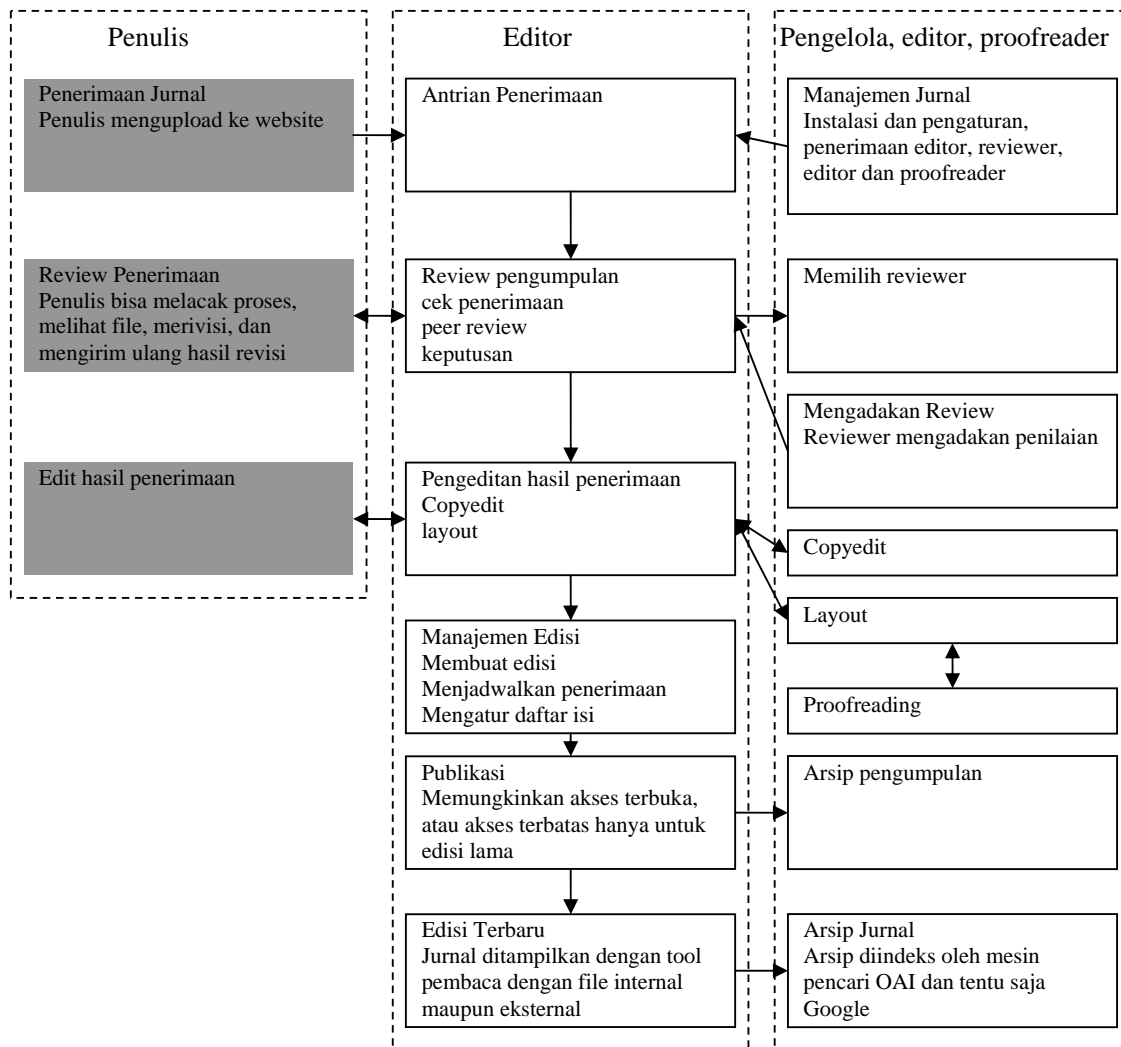 Penulis
Editor
Pengelola, editor, proofreader
Penerimaan Jurnal
Penulis mengupload ke website
Antrian Penerimaan
Manajemen Jurnal
Instalasi dan pengaturan,
penerimaan editor, reviewer,
editor dan proofreader
Review Penerimaan
Penulis bisa melacak proses,
melihat file, merivisi, dan
mengirim ulang hasil revisi
Review pengumpulan
cek penerimaan
peer review
keputusan
Memilih reviewer
Mengadakan Review
Reviewer mengadakan penilaian
Edit hasil penerimaan
Pengeditan hasil penerimaan
Copyedit
layout
Copyedit
Layout
Proofreading
Manajemen Edisi
Membuat edisi
Menjadwalkan penerimaan
Mengatur daftar isi
Publikasi
Memungkinkan akses terbuka,
atau akses terbatas hanya untuk
edisi lama
Arsip pengumpulan
Edisi Terbaru
Jurnal ditampilkan dengan tool
pembaca dengan file internal
maupun eksternal
Arsip Jurnal
Arsip diindeks oleh mesin
pencari OAI dan tentu saja
Google